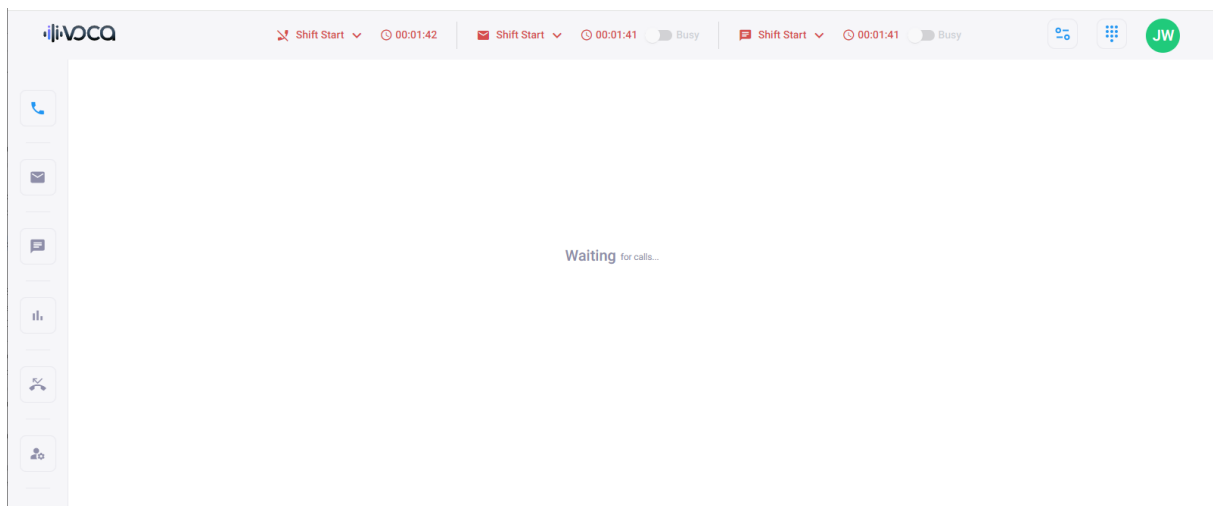 VOCA
Shift Start 00:01:42 Shift Start 00:01:41 Busy Shift Start 00:01:41 Busy JW
Waiting for calls...